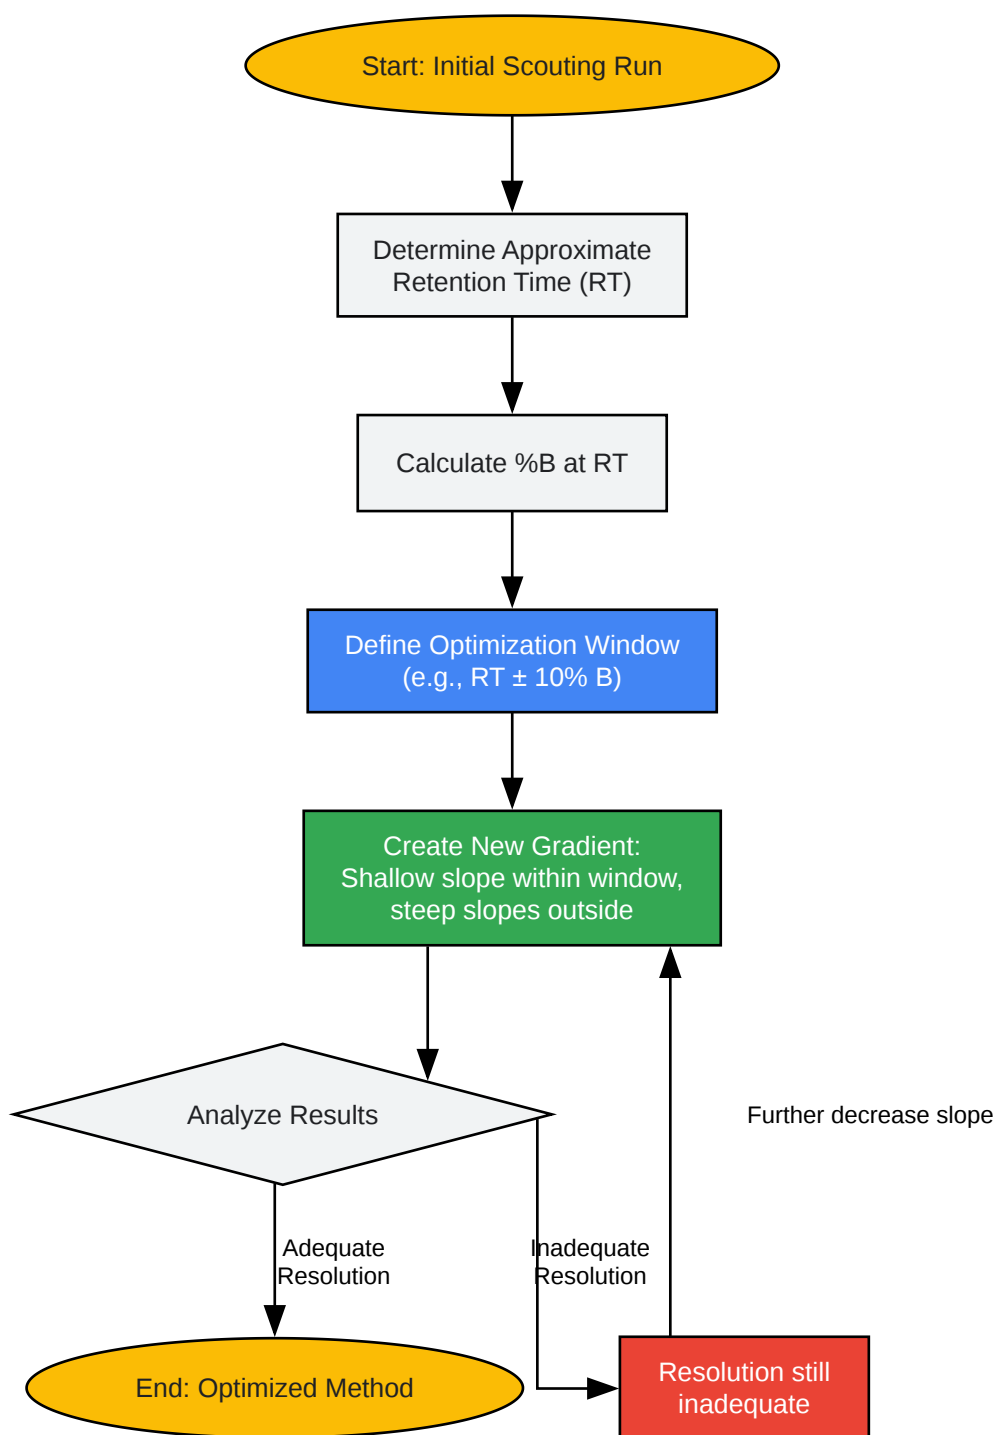 Start: Initial Scouting Run
Determine Approximate
Retention Time (RT)
Calculate %B at RT
Define Optimization Window
(e.g., RT ± 10% B)
Create New Gradient:
Shallow slope within window,
steep slopes outside
Analyze Results
Further decrease slope
Adequate
Resolution
Inadequate
Resolution
End: Optimized Method
Resolution still
inadequate